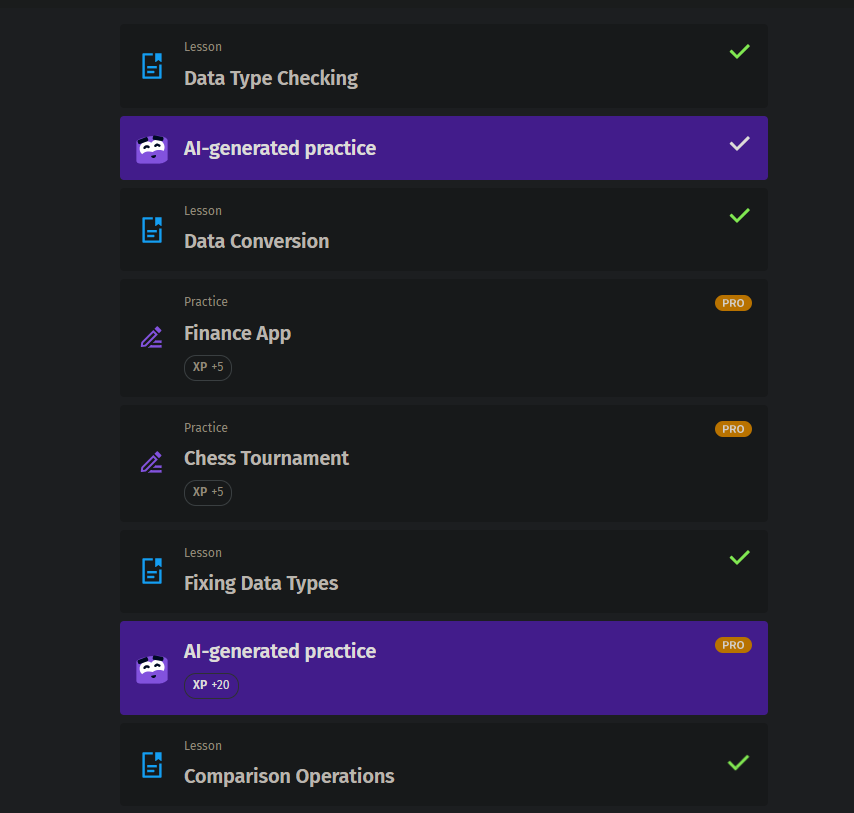 Lesson
Data Type Checking
AI-generated practice
Lesson
Data Conversion
Practice
PRO
Finance App
XP +5
Practice
PRO
Chess Tournament
XP +5
Lesson
Fixing Data Types
AI-generated practice
PRO
XP +20
Lesson
Comparison Operations